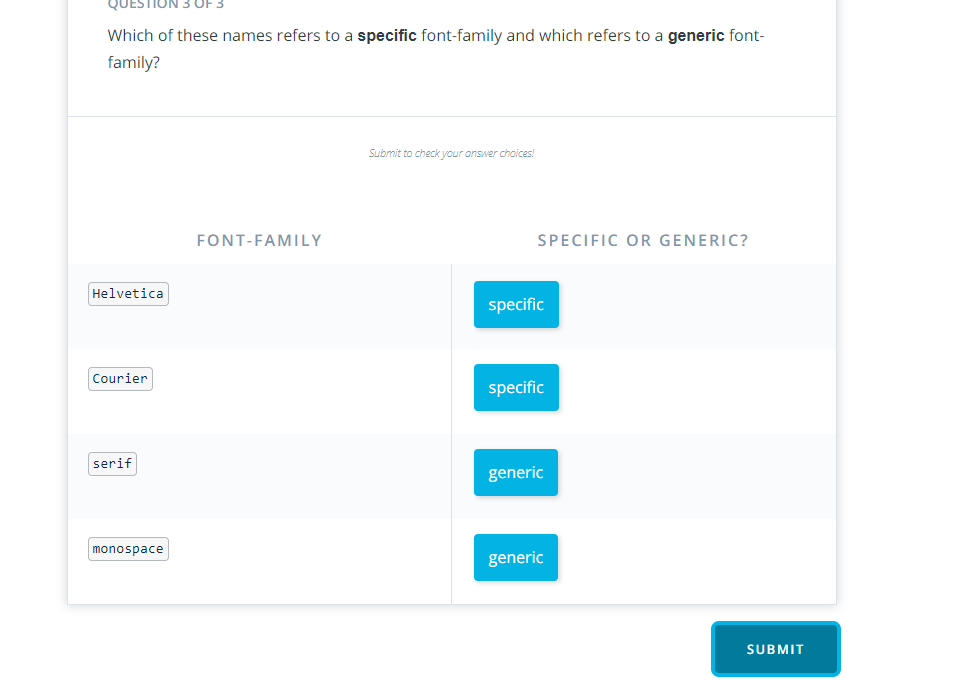 QUESTION 3 OF 3
Which of these names refers to a specific font-family and which refers to a generic font-
family?
Submit to check your answer choices!
FONT-FAMILY SPECIFIC OR GENERIC?
Helvetica specific
Courier specific
serif generic
monospace generic
SUBMIT